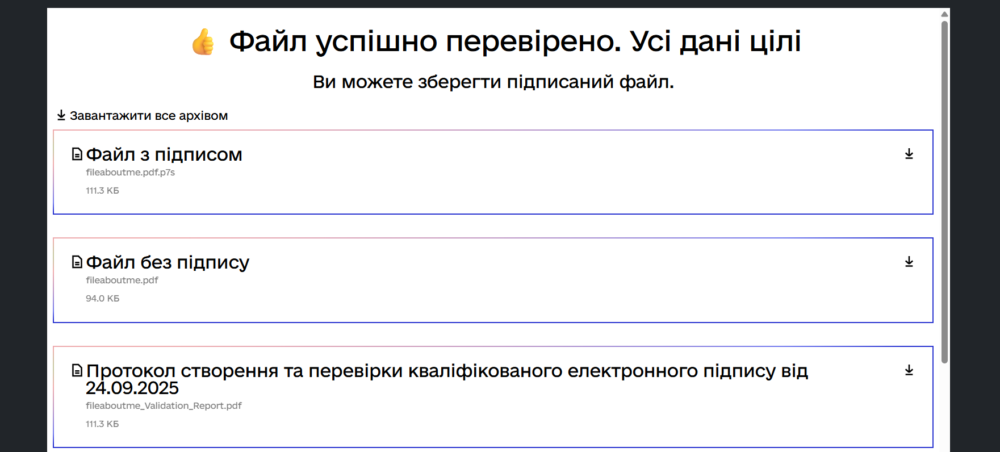 Файл успішно перевірено. Усі дані цілі
Ви можете зберегти підписаний файл.
Завантажити все архівом
Файл з підписом
fileaboutme.pdf.p7s
111.3 КБ
Файл без підпису
fileaboutme.pdf
94.0 КБ
Протокол створення та перевірки кваліфікованого електронного підпису від
24.09.2025
fileaboutme_Validation_Report.pdf
111.3 КБ